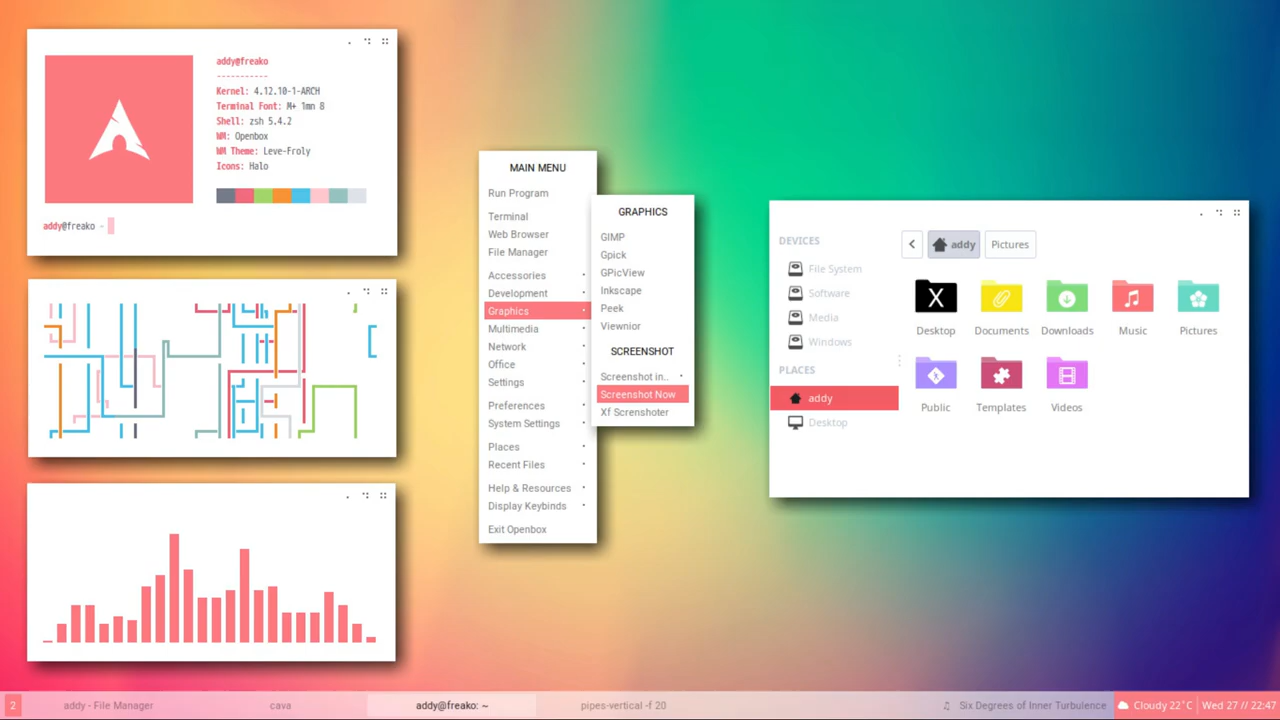 addy@freako
-----------
Kernel: 4.12.10-1-ARCH
Terminal Font: M+ 1mn 8
Shell: zsh 5.4.2
WM: Openbox
WM Theme: Leve-Froly
Icons: Halo
addy@freako ~
MAIN MENU
Run Program
Terminal
Web Browser
File Manager
Accessories
Development
Graphics
Multimedia
Network
Office
Settings
Preferences
System Settings
Places
Recent Files
Help & Resources
Display Keybinds
Exit Openbox
GRAPHICS
GIMP
Gpick
GPicView
Inkscape
Peek
Viewnior
SCREENSHOT
Screenshot in..
Screenshot Now
Xf Screnshoter
DEVICES
File System
Software
Media
Windows
PLACES
addy
Desktop
addy Pictures
Desktop Documents Downloads Music Pictures
Public Templates Videos
2 addy - File Manager cava addy@freako: ~ pipes-vertical -f 20 ♫ Six Degrees of Inner Turbulence Cloudy 22°C Wed 27 // 22:47